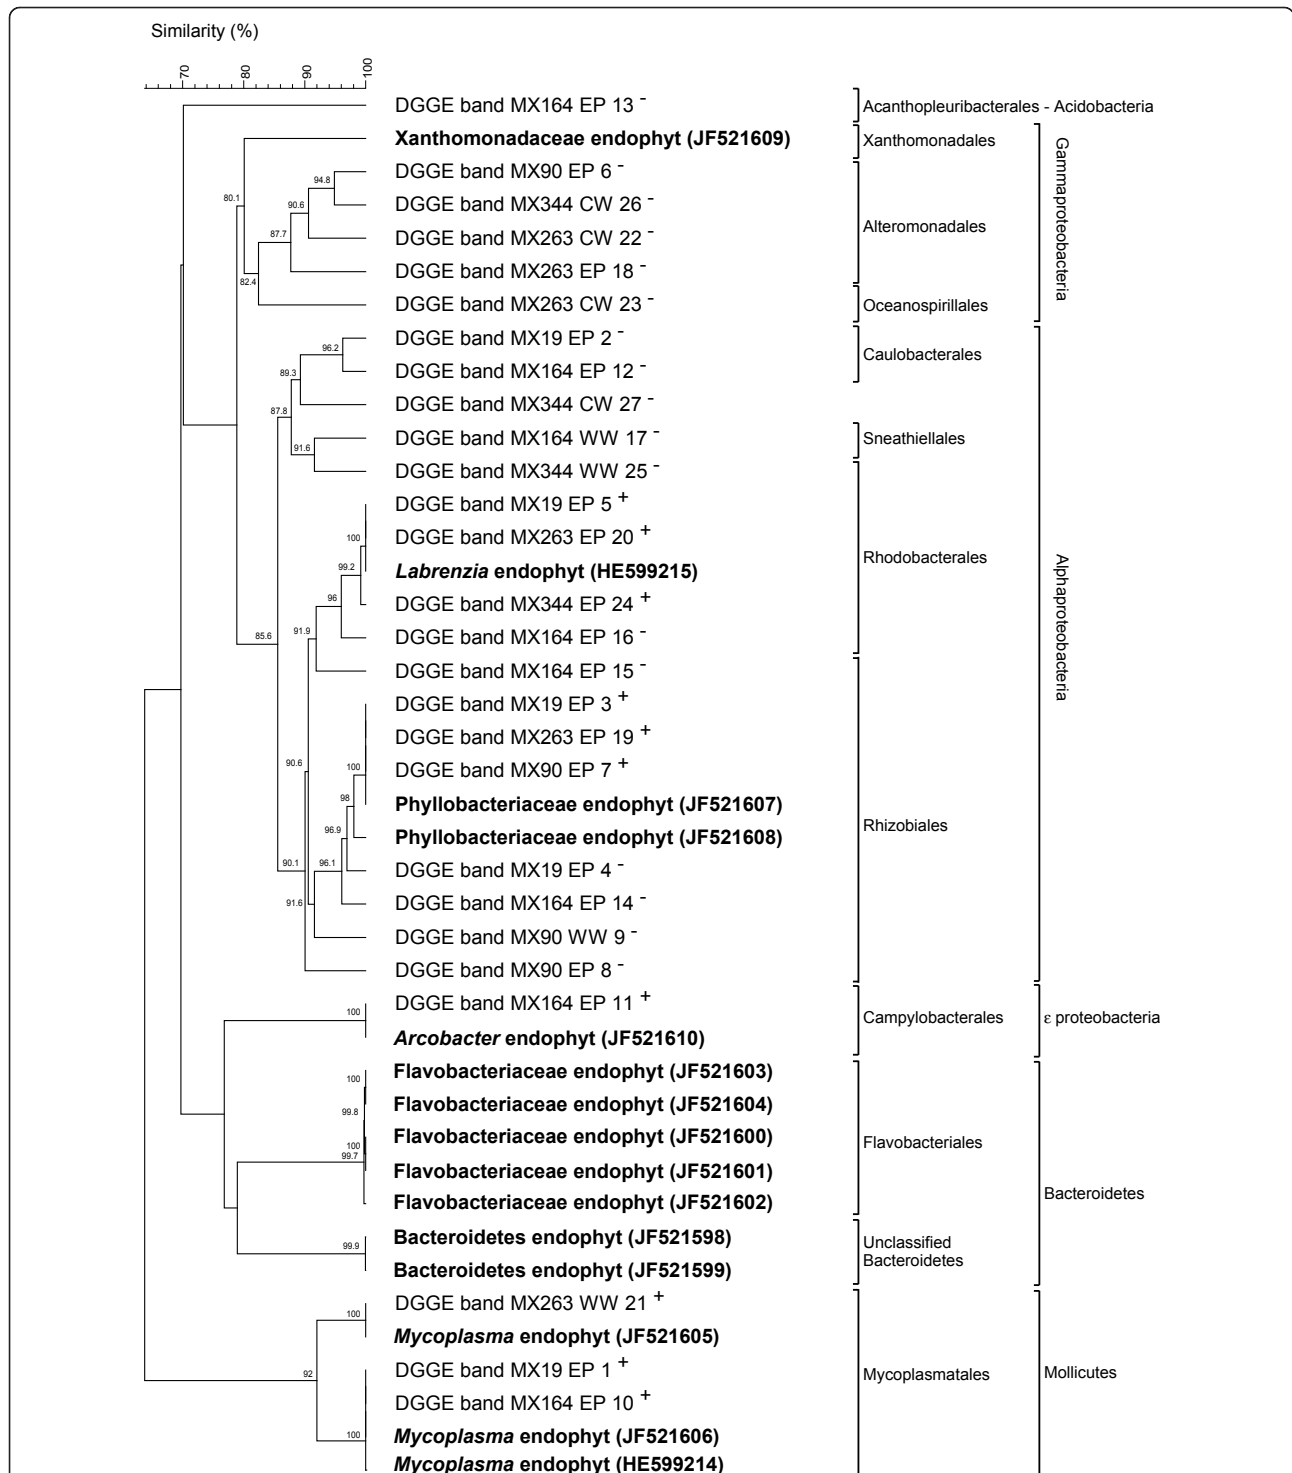 Similarity (%)
70 80 90 100
DGGE band MX164 EP 13 - Acanthopleuribacterales - Acidobacteria
Xanthomonadaceae endophyt (JF521609) Xanthomonadales
Gammaproteobacteria
DGGE band MX90 EP 6 -
94.8
80.1
90.6
DGGE band MX344 CW 26 -
Alteromonadales
87.7
DGGE band MX263 CW 22 -
DGGE band MX263 EP 18 -
82.4
DGGE band MX263 CW 23 - Oceanospirillales
DGGE band MX19 EP 2 -
96.2
Caulobacterales
DGGE band MX164 EP 12 -
89.3
DGGE band MX344 CW 27 -
87.8
DGGE band MX164 WW 17 - Sneathiellales
91.6
DGGE band MX344 WW 25 -
DGGE band MX19 EP 5 +
DGGE band MX263 EP 20 +
100
Rhodobacterales
Alphaproteobacteria
99.2
Labrenzia endophyt (HE599215)
96
DGGE band MX344 EP 24 +
91.9
85.6
DGGE band MX164 EP 16 -
DGGE band MX164 EP 15 -
DGGE band MX19 EP 3 +
DGGE band MX263 EP 19 +
90.6
100
DGGE band MX90 EP 7 +
98
Phyllobacteriaceae endophyt (JF521607)
Rhizobiales
96.9
Phyllobacteriaceae endophyt (JF521608)
90.1
96.1
DGGE band MX19 EP 4 -
91.6
DGGE band MX164 EP 14 -
DGGE band MX90 WW 9 -
DGGE band MX90 EP 8 -
DGGE band MX164 EP 11 +
100
Campylobacterales ε proteobacteria
Arcobacter endophyt (JF521610)
Flavobacteriaceae endophyt (JF521603)
100
Flavobacteriaceae endophyt (JF521604)
99.8
Flavobacteriaceae endophyt (JF521600)
Flavobacteriales
100
99.7
Flavobacteriaceae endophyt (JF521601)
Bacteroidetes
Flavobacteriaceae endophyt (JF521602)
Bacteroidetes endophyt (JF521598)
Unclassified
Bacteroidetes
99.9
Bacteroidetes endophyt (JF521599)
DGGE band MX263 WW 21 +
100
Mycoplasma endophyt (JF521605)
DGGE band MX19 EP 1 +
92
Mycoplasmatales Mollicutes
DGGE band MX164 EP 10 +
100
Mycoplasma endophyt (JF521606)
Mycoplasma endophyt (HE599214)